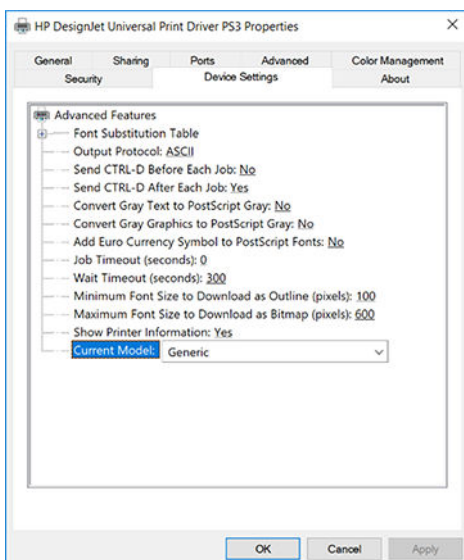 HP DesignJet Universal Print Driver PS3 Properties
General Sharing Ports Advanced Color Management
Security Device Settings About
Advanced Features
Font Substitution Table
Output Protocol: ASCII
Send CTRL-D Before Each Job: No
Send CTRL-D After Each Job: Yes
Convert Gray Text to PostScript Gray: No
Convert Gray Graphics to PostScript Gray: No
Add Euro Currency Symbol to PostScript Fonts: No
Job Timeout (seconds): 0
Wait Timeout (seconds): 300
Minimum Font Size to Download as Outline (pixels): 100
Maximum Font Size to Download as Bitmap (pixels): 600
Show Printer Information: Yes
Current Model: Generic
OK Cancel Apply